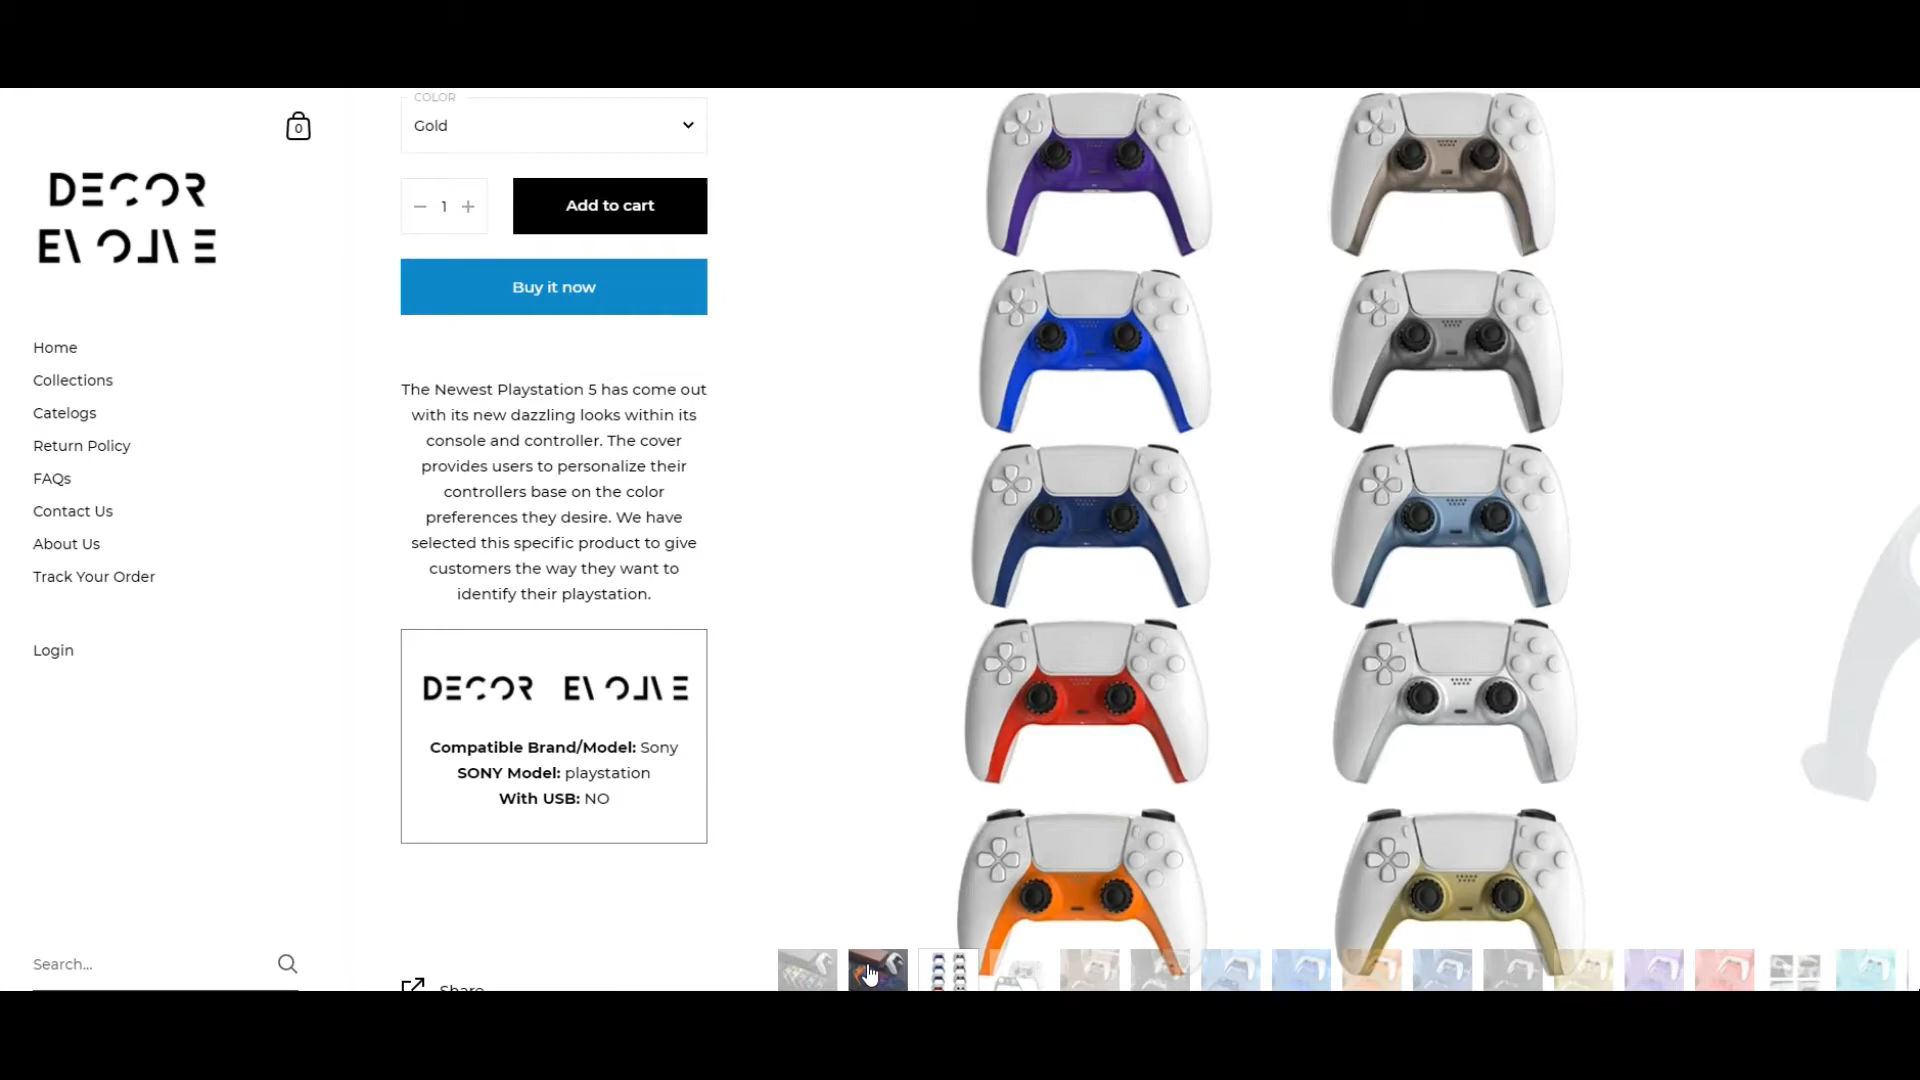 0
DECOR
EVOLVE
Home
Collections
Catelogs
Return Policy
FAQs
Contact Us
About Us
Track Your Order
Login
Search...
COLOR
Gold
1
Add to cart
Buy it now
The Newest Playstation 5 has come out
with its new dazzling looks within its
console and controller. The cover
provides users to personalize their
controllers base on the color
preferences they desire. We have
selected this specific product to give
customers the way they want to
identify their playstation.
DECOR EVOLVE
Compatible Brand/Model: Sony
SONY Model: playstation
With USB: NO
Share